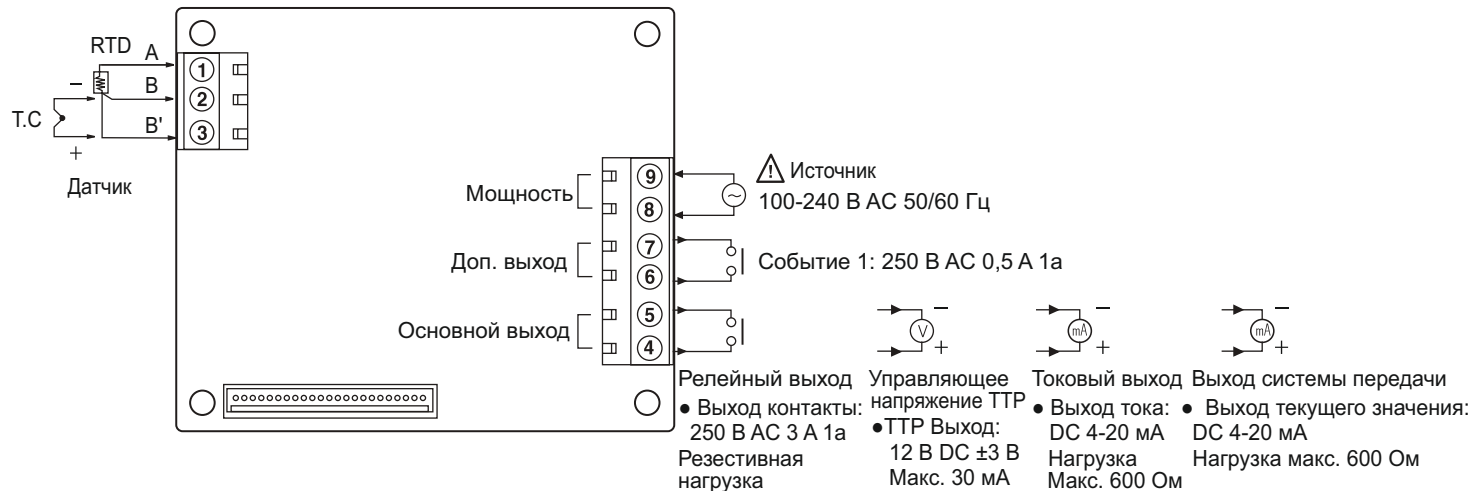 RTD
A
B
B'
−
T.C
+
Датчик
1
2
3
Мощность
Доп. выход
Основной выход
9
8
7
6
5
4
Источник
100-240 В AC 50/60 Гц
Событие 1: 250 В AC 0,5 А 1а
−
V
+
−
mA
+
−
mA
+
Релейный выход
● Выход контакты:
250 В AC 3 А 1а
Резестивная
нагрузка
Управляющее
напряжение ТТР
●ТТР Выход:
12 В DC ±3 В
Макс. 30 мА
Токовый выход
● Выход тока:
DC 4-20 мА
Нагрузка
Макс. 600 Ом
Выход системы передачи
● Выход текущего значения:
DC 4-20 мА
Нагрузка макс. 600 Ом